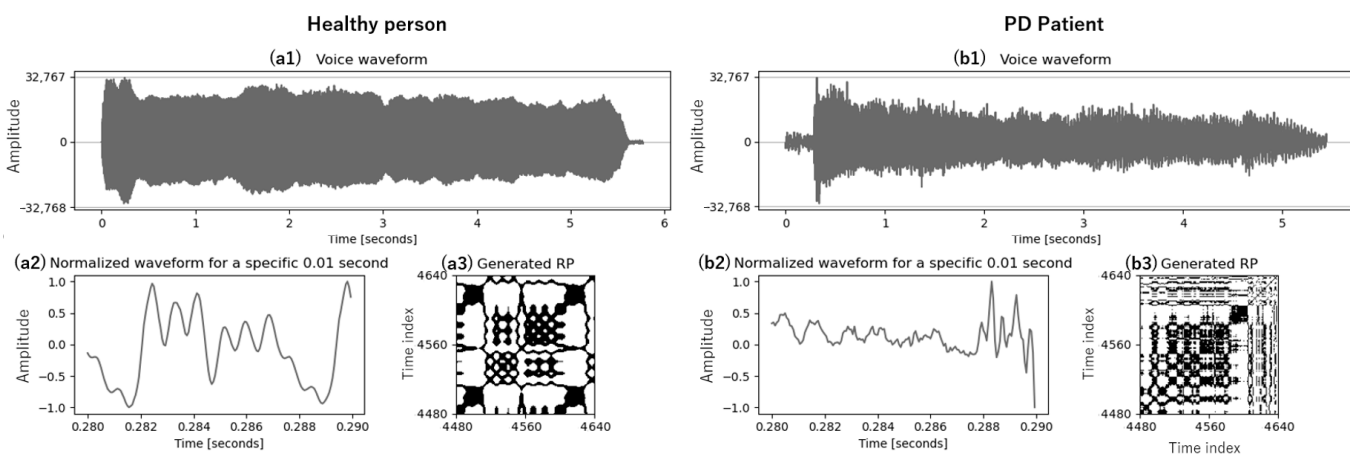 Healthy person
PD Patient
(a1) Voice waveform
32,767
0
−32,768
Amplitude
0 1 2 3 4 5 6
Time [seconds]
(b1) Voice waveform
32,767
0
−32,768
Amplitude
0 1 2 3 4 5
Time [seconds]
(a2) Normalized waveform for a specific 0.01 second
1.0
0.5
0.0
−0.5
−1.0
Amplitude
0.280 0.282 0.284 0.286 0.288 0.290
Time [seconds]
(a3) Generated RP
4640
4560
4480
Time index
4480 4560 4640
(b2) Normalized waveform for a specific 0.01 second
1.0
0.5
0.0
−0.5
−1.0
Amplitude
0.280 0.282 0.284 0.286 0.288 0.290
Time [seconds]
(b3) Generated RP
4640
4560
4480
Time index
4480 4560 4640
Time index